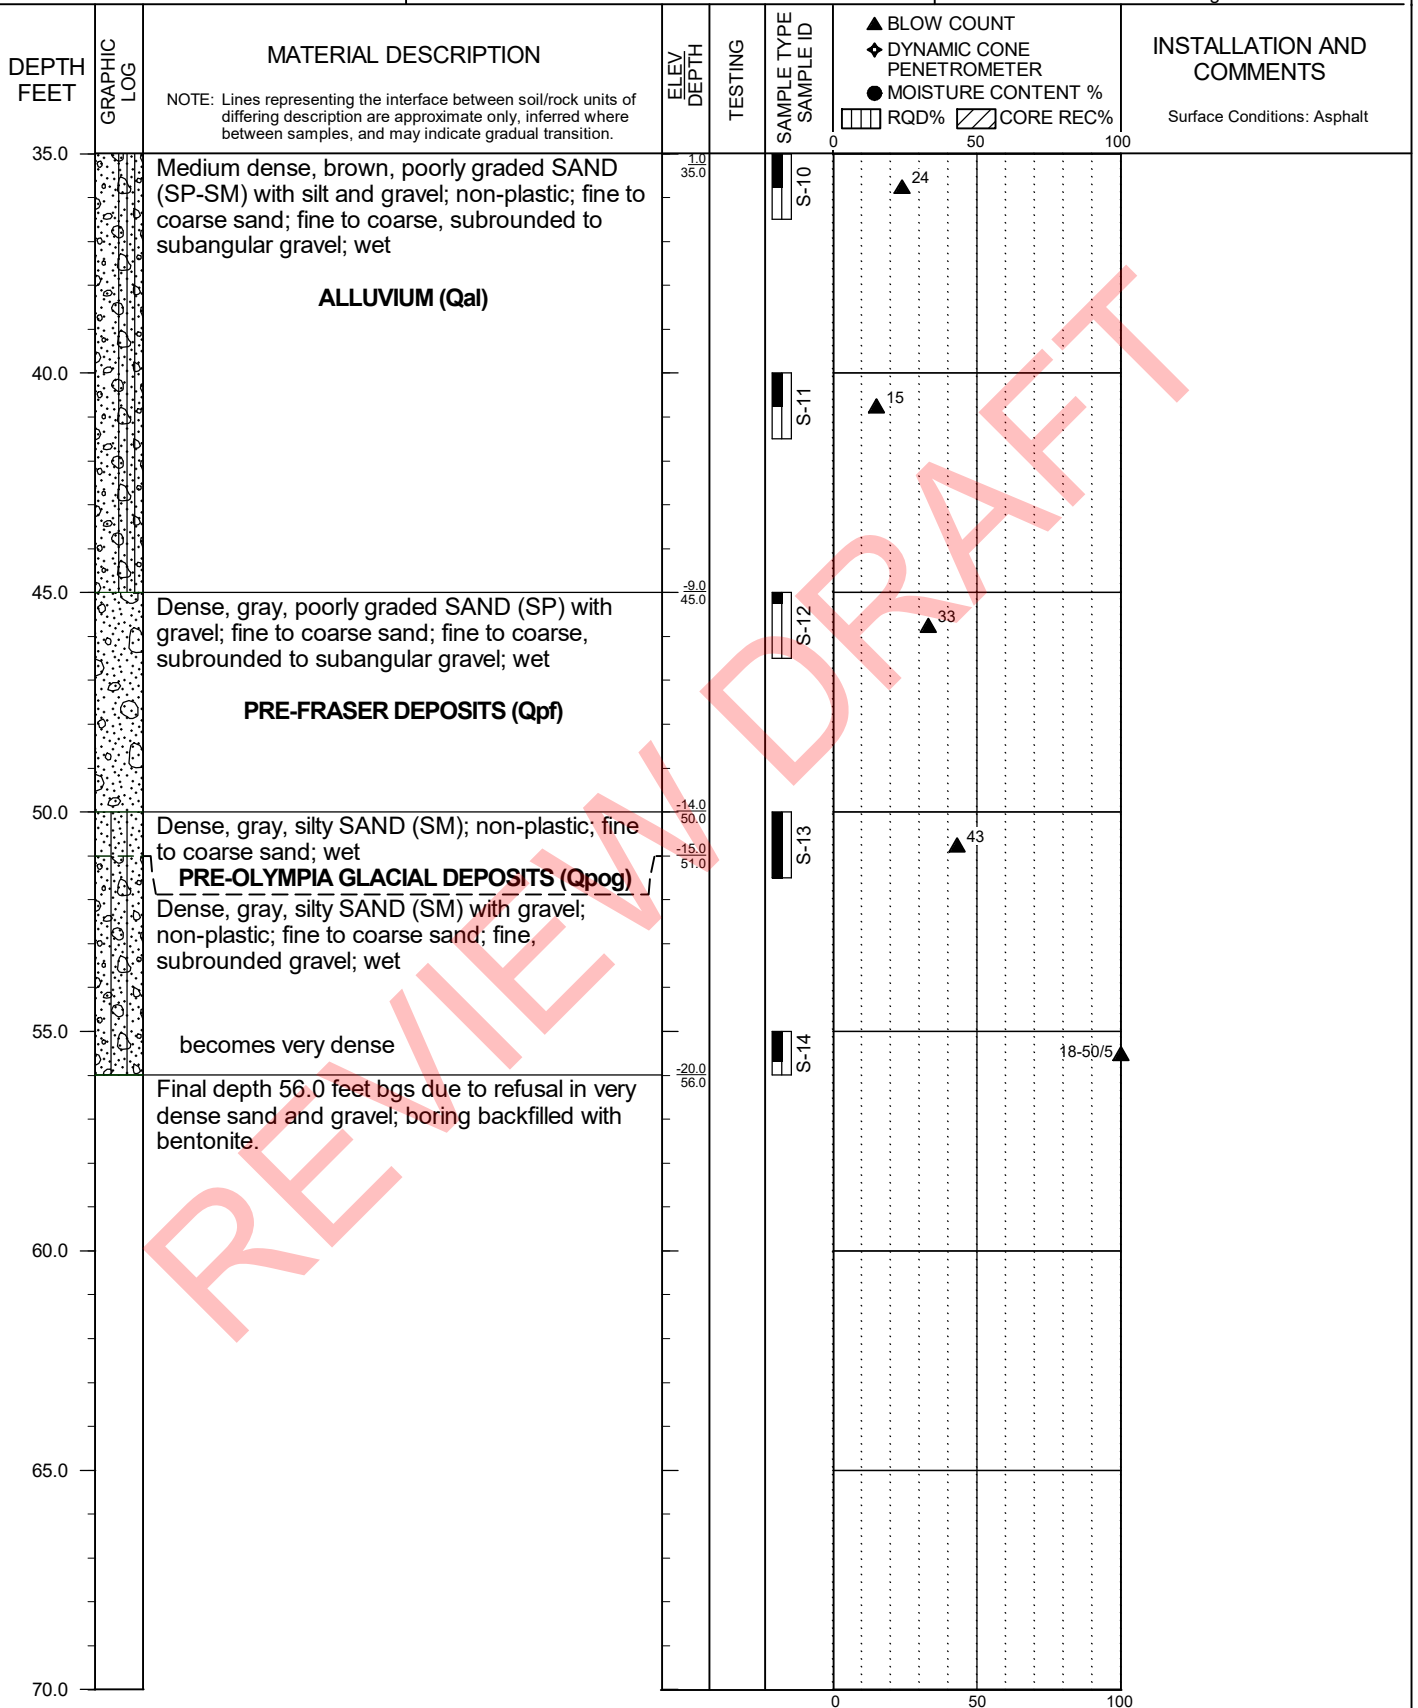 DEPTH
FEET
GRAPHIC
LOG
MATERIAL DESCRIPTION
NOTE: Lines representing the interface between soil/rock units of
differing description are approximate only, inferred where
between samples, and may indicate gradual transition.
ELEV
DEPTH
TESTING
SAMPLE TYPE
SAMPLE ID
BLOW COUNT
DYNAMIC CONE
PENETROMETER
MOISTURE CONTENT %
RQD% CORE REC%
0 50 100
INSTALLATION AND
COMMENTS
Surface Conditions: Asphalt
35.0
Medium dense, brown, poorly graded SAND
(SP-SM) with silt and gravel; non-plastic; fine to
coarse sand; fine to coarse, subrounded to
subangular gravel; wet
ALLUVIUM (Qal)
1.0
35.0
S-10
24
40.0
S-11
15
45.0
Dense, gray, poorly graded SAND (SP) with
gravel; fine to coarse sand; fine to coarse,
subrounded to subangular gravel; wet
PRE-FRASER DEPOSITS (Qpf)
-9.0
45.0
S-12
33
50.0
Dense, gray, silty SAND (SM); non-plastic; fine
to coarse sand; wet
PRE-OLYMPIA GLACIAL DEPOSITS (Qpog)
-14.0
50.0
-15.0
51.0
S-13
43
Dense, gray, silty SAND (SM) with gravel;
non-plastic; fine to coarse sand; fine,
subrounded gravel; wet
55.0
becomes very dense
S-14
18-50/5
-20.0
56.0
Final depth 56.0 feet bgs due to refusal in very
dense sand and gravel; boring backfilled with
bentonite.
60.0
65.0
70.0
0 50 100
REVIEW DRAFT